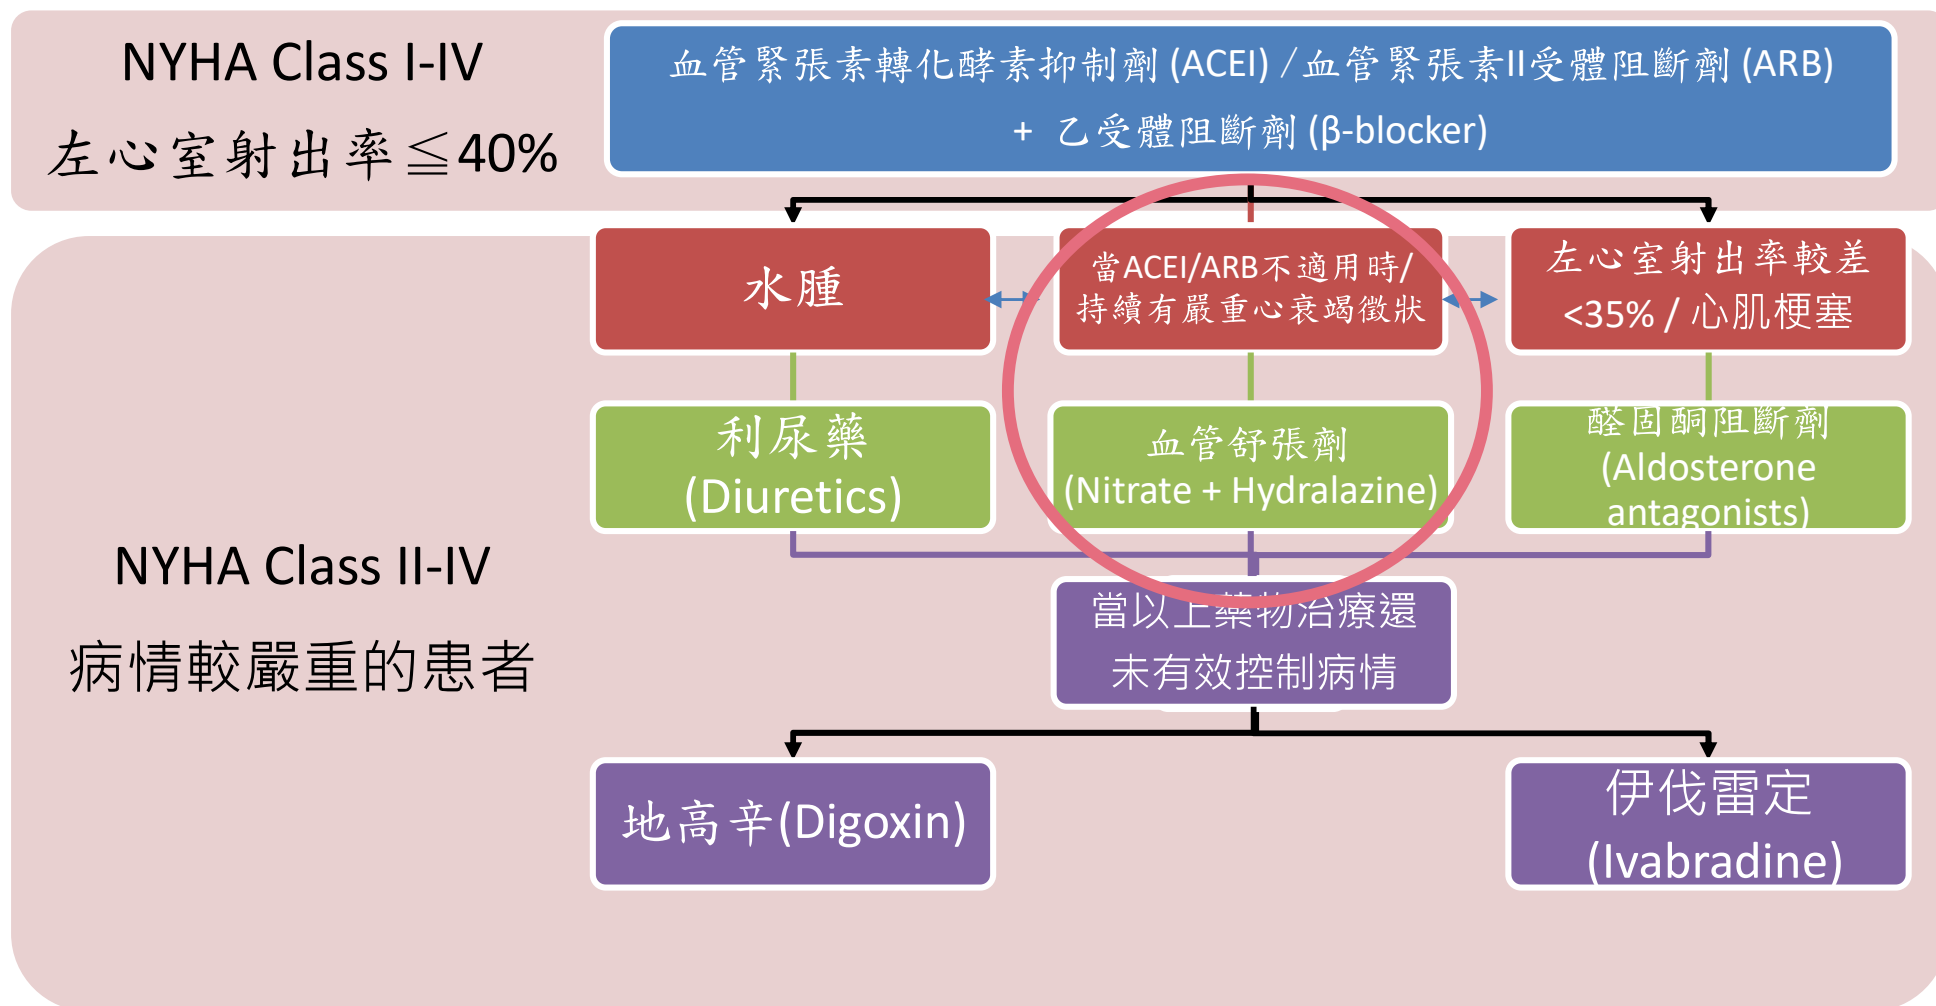 NYHA Class I-IV
左心室射出率≦40%
血管緊張素轉化酵素抑制劑 (ACEI) /血管緊張素II受體阻斷劑 (ARB)
+ 乙受體阻斷劑 (β-blocker)
水腫
當ACEI/ARB不適用時/
持續有嚴重心衰竭徵狀
左心室射出率較差
<35% / 心肌梗塞
利尿藥
(Diuretics)
血管舒張劑
(Nitrate + Hydralazine)
醛固酮阻斷劑
(Aldosterone
antagonists)
NYHA Class II-IV
病情較嚴重的患者
當以上藥物治療還
未有效控制病情
地高辛(Digoxin)
伊伐雷定
(Ivabradine)